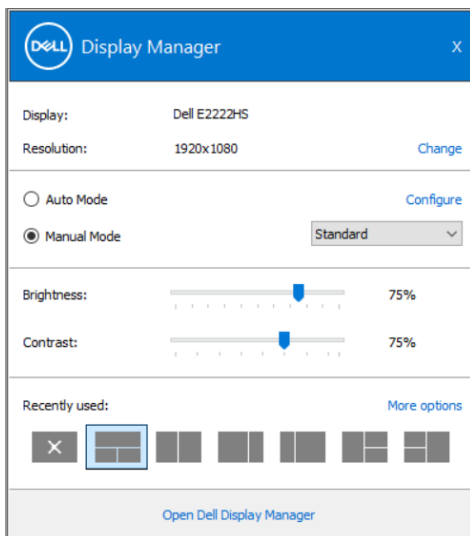 DELL Display Manager X
Display: Dell E2222HS
Resolution: 1920x1080 Change
Auto Mode Configure
Manual Mode Standard
Brightness: 75%
Contrast: 75%
Recently used: More options
Open Dell Display Manager